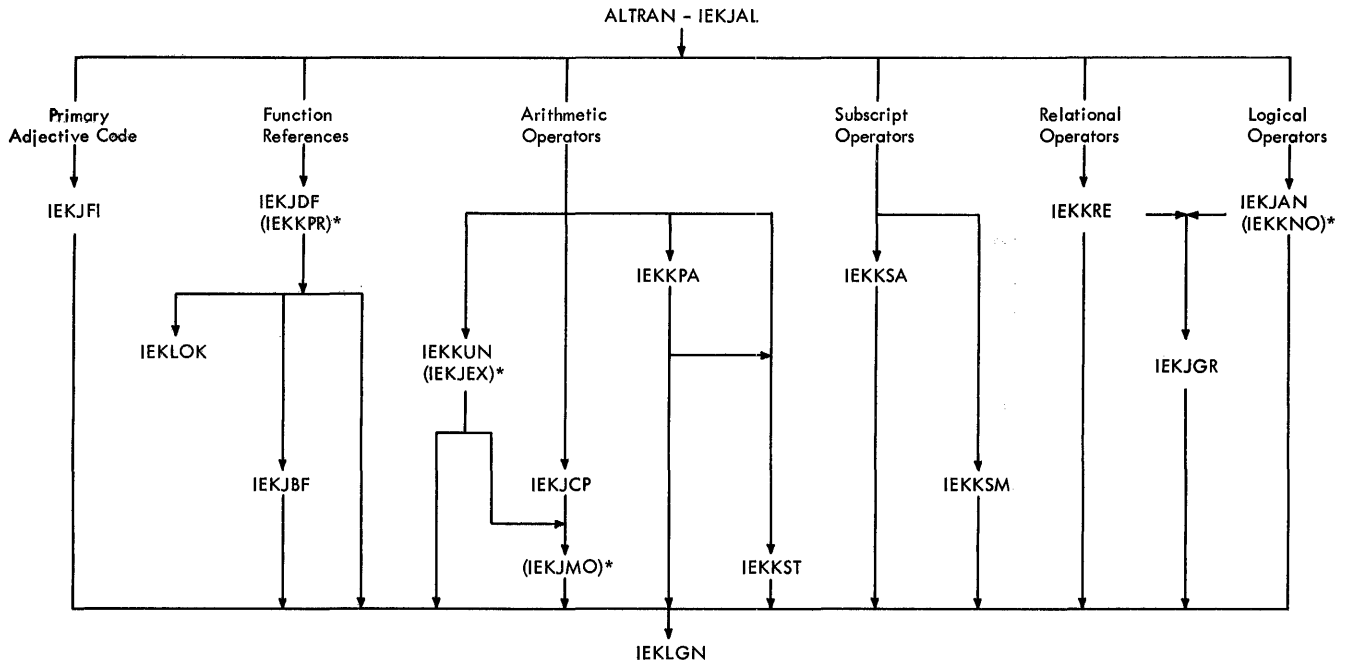 ALTRAN - IEKJAL
Primary
Adjective Code
Function
References
Arithmetic
Operators
Subscript
Operators
Relational
Operators
Logical
Operators
IEKJFI
IEKJDF
(IEKKPR)*
IEKKRE
IEKJAN
(IEKKNO)*
IEKKPA
IEKKSA
IEKLOK
IEKKUN
(IEKJEX)*
IEKJGR
IEKJBF
IEKJCP
IEKKSM
(IEKJMO)*
IEKKST
IEKLGN